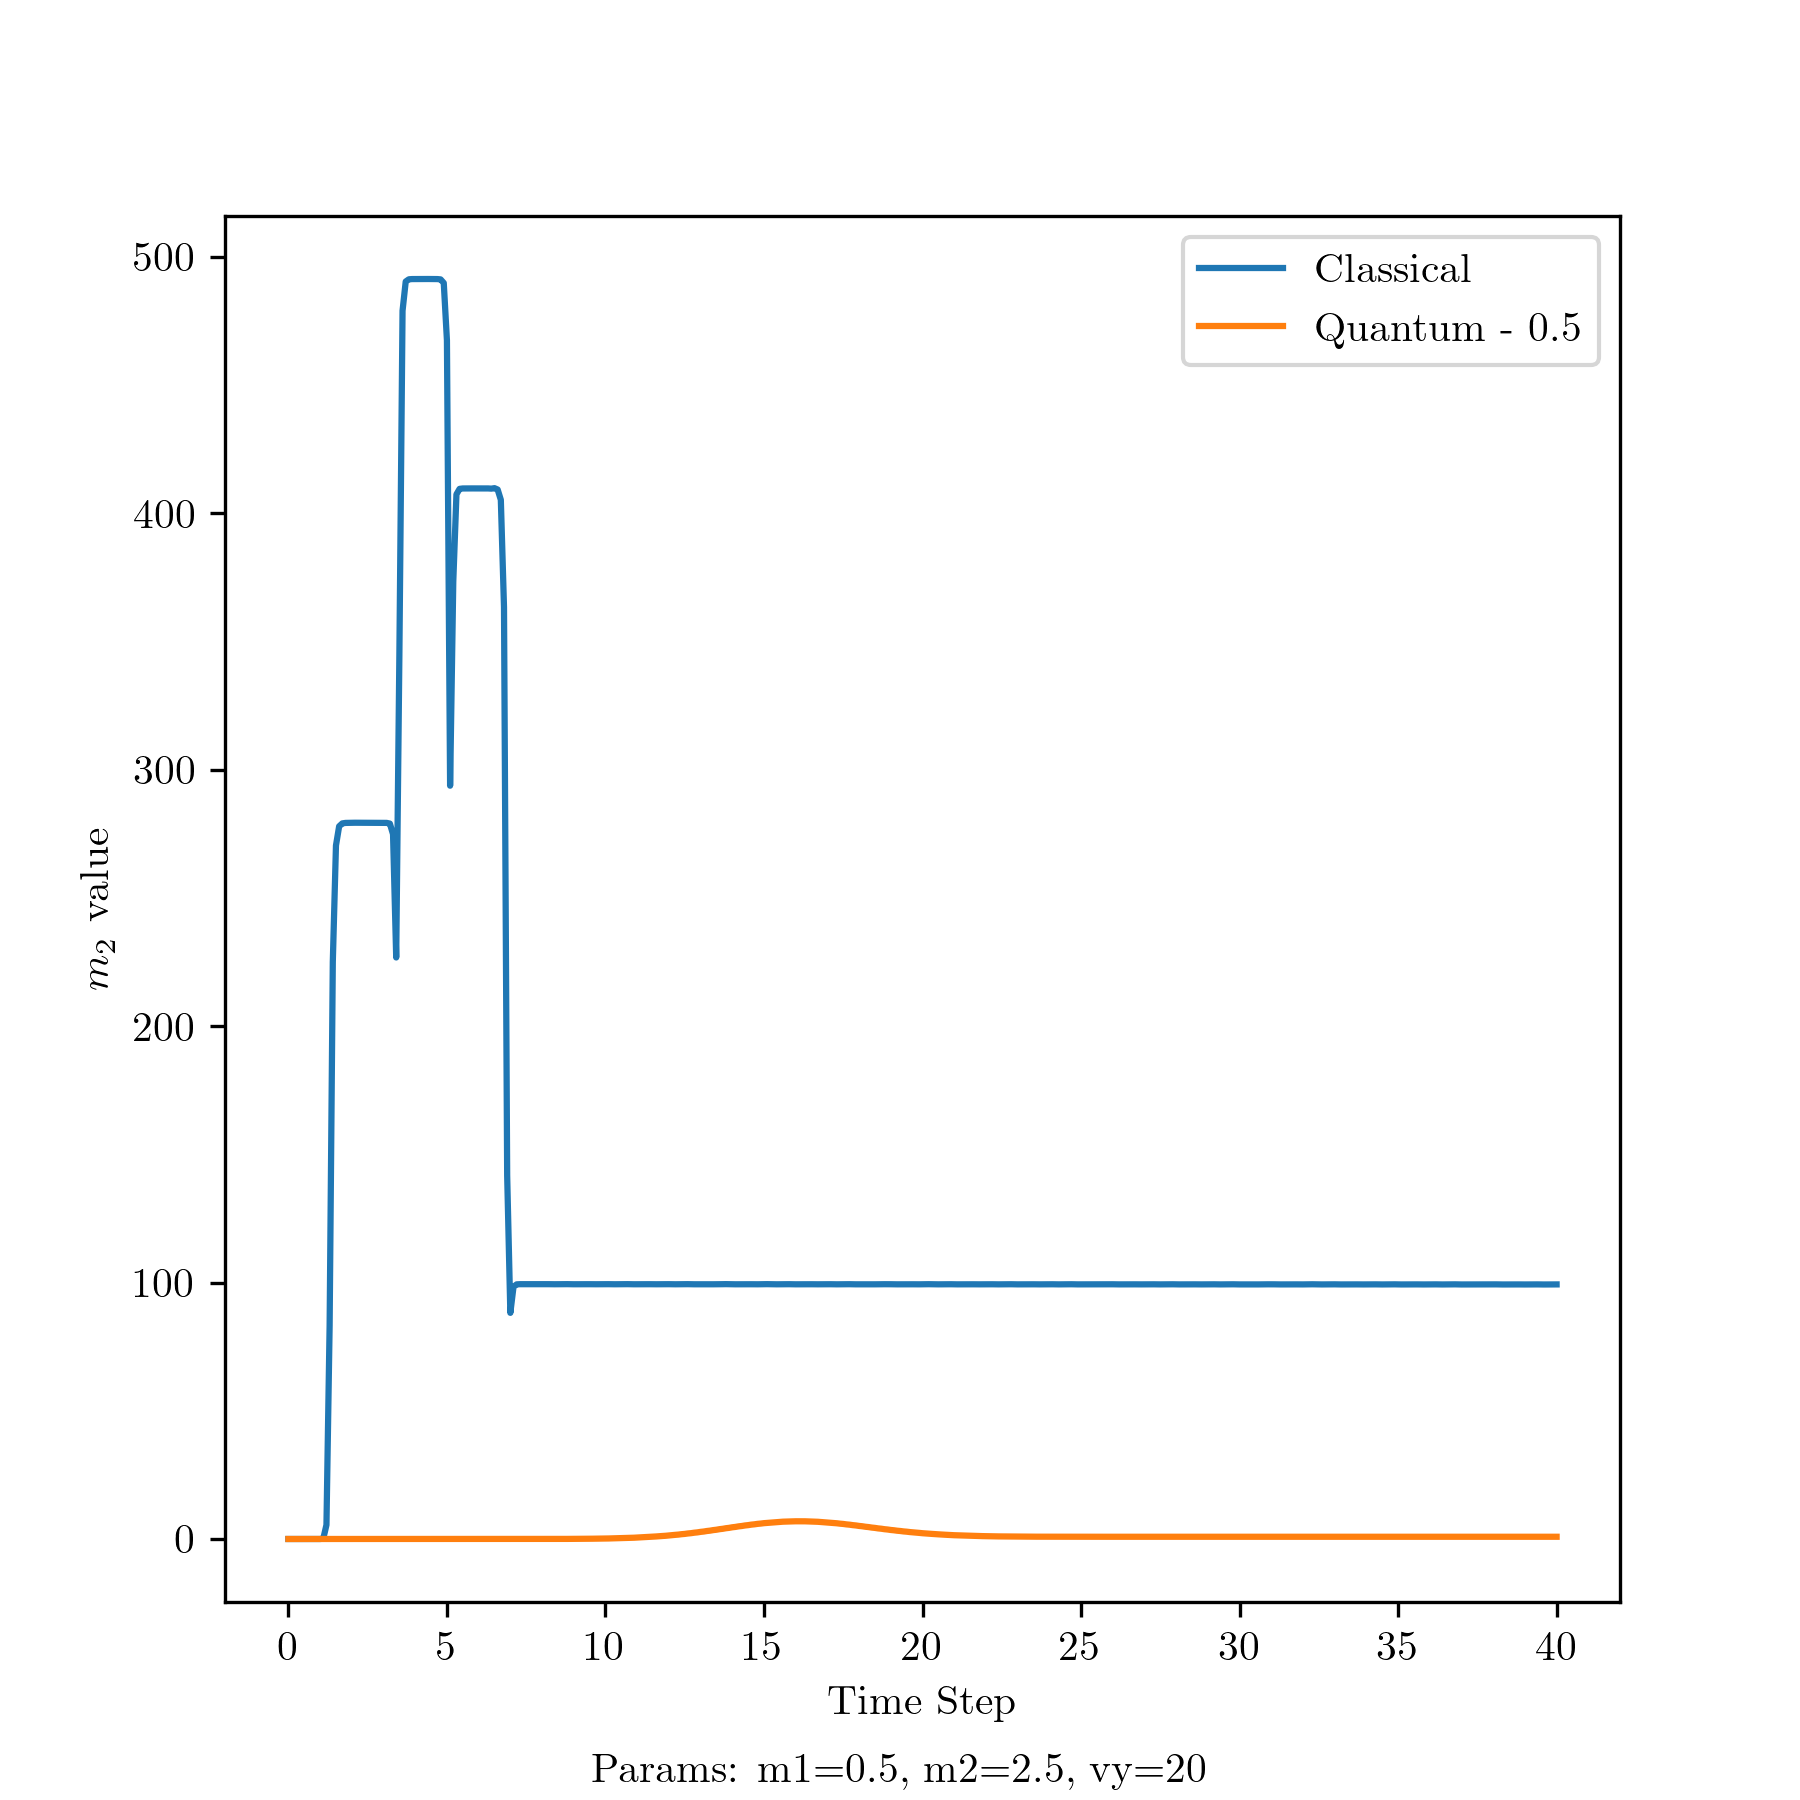 500
400
300
200
100
0
m₂ value
Classical
Quantum - 0.5
0 5 10 15 20 25 30 35 40
Time Step
Params: m1=0.5, m2=2.5, vy=20